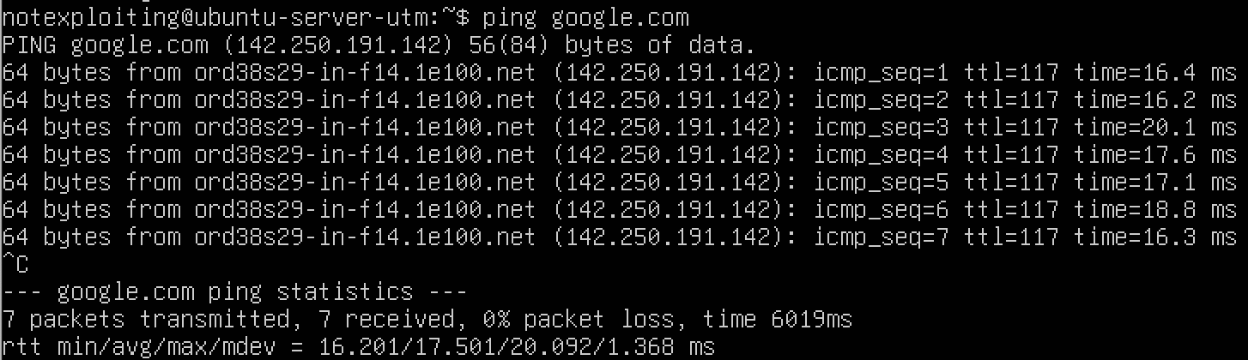 notexploiting@ubuntu-server-utm:~$ ping google.com
PING google.com (142.250.191.142) 56(84) bytes of data.
64 bytes from ord38s29-in-f14.1e100.net (142.250.191.142): icmp_seq=1 ttl=117 time=16.4 ms
64 bytes from ord38s29-in-f14.1e100.net (142.250.191.142): icmp_seq=2 ttl=117 time=16.2 ms
64 bytes from ord38s29-in-f14.1e100.net (142.250.191.142): icmp_seq=3 ttl=117 time=20.1 ms
64 bytes from ord38s29-in-f14.1e100.net (142.250.191.142): icmp_seq=4 ttl=117 time=17.6 ms
64 bytes from ord38s29-in-f14.1e100.net (142.250.191.142): icmp_seq=5 ttl=117 time=17.1 ms
64 bytes from ord38s29-in-f14.1e100.net (142.250.191.142): icmp_seq=6 ttl=117 time=18.8 ms
64 bytes from ord38s29-in-f14.1e100.net (142.250.191.142): icmp_seq=7 ttl=117 time=16.3 ms
^C
--- google.com ping statistics ---
7 packets transmitted, 7 received, 0% packet loss, time 6019ms
rtt min/avg/max/mdev = 16.201/17.501/20.092/1.368 ms